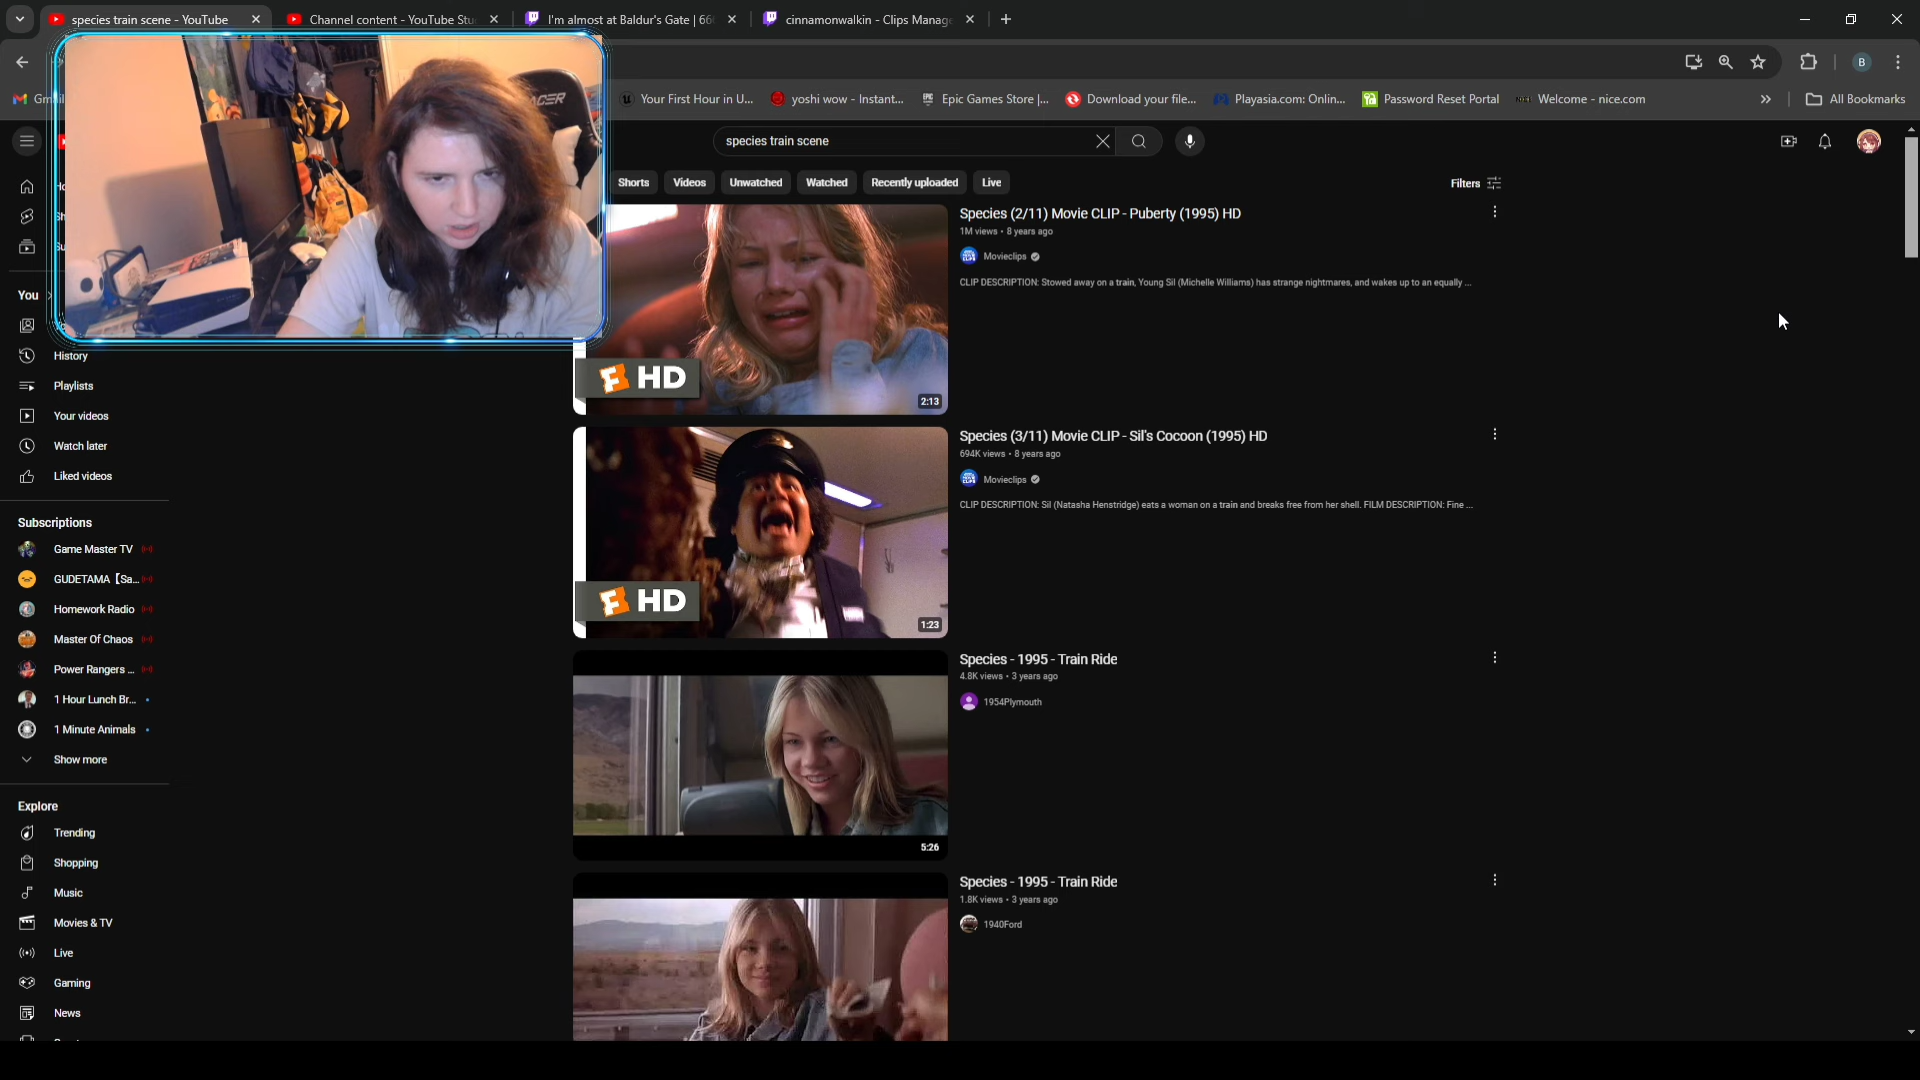 species train scene - YouTube
Channel content - YouTube Stu
I'm almost at Baldur's Gate | 66
cinnamonwalkin - Clips Manage
B
Gmail
Your First Hour in U...
yoshi wow - Instant...
Epic Games Store |...
Download your file...
Playasia.com: Onlin...
Password Reset Portal
Welcome - nice.com
All Bookmarks
species train scene
Shorts
Videos
Unwatched
Watched
Recently uploaded
Live
Filters
ACER
You
History
Playlists
Your videos
Watch later
Liked videos
Subscriptions
Game Master TV
GUDETAMA【Sa...
Homework Radio
Master Of Chaos
Power Rangers ...
1 Hour Lunch Br...
1 Minute Animals
Show more
Explore
Trending
Shopping
Music
Movies & TV
Live
Gaming
News
HD
2:13
Species (2/11) Movie CLIP - Puberty (1995) HD
1M views • 8 years ago
Movieclips
CLIP DESCRIPTION: Stowed away on a train, Young Sil (Michelle Williams) has strange nightmares, and wakes up to an equally ...
HD
1:23
Species (3/11) Movie CLIP - Sil's Cocoon (1995) HD
694K views • 8 years ago
Movieclips
CLIP DESCRIPTION: Sil (Natasha Henstridge) eats a woman on a train and breaks free from her shell. FILM DESCRIPTION: Fine ...
5:26
Species - 1995 - Train Ride
4.8K views • 3 years ago
1954Plymouth
Species - 1995 - Train Ride
1.8K views • 3 years ago
1940Ford